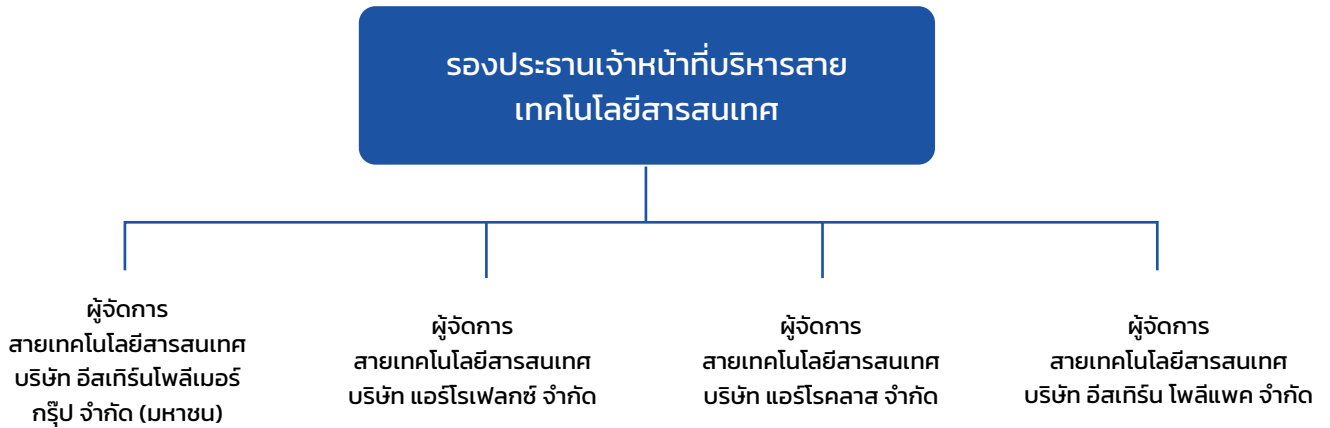 รองประธานเจ้าหน้าที่บริหารสาย
เทคโนโลยีสารสนเทศ
ผู้จัดการ
สายเทคโนโลยีสารสนเทศ
บริษัท อีสเทิร์นโพลีเมอร์
กรุ๊ป จำกัด (มหาชน)
ผู้จัดการ
สายเทคโนโลยีสารสนเทศ
บริษัท แอร์โรเฟลกซ์ จำกัด
ผู้จัดการ
สายเทคโนโลยีสารสนเทศ
บริษัท แอร์โรคลาส จำกัด
ผู้จัดการ
สายเทคโนโลยีสารสนเทศ
บริษัท อีสเทิร์น โพลีแพค จำกัด